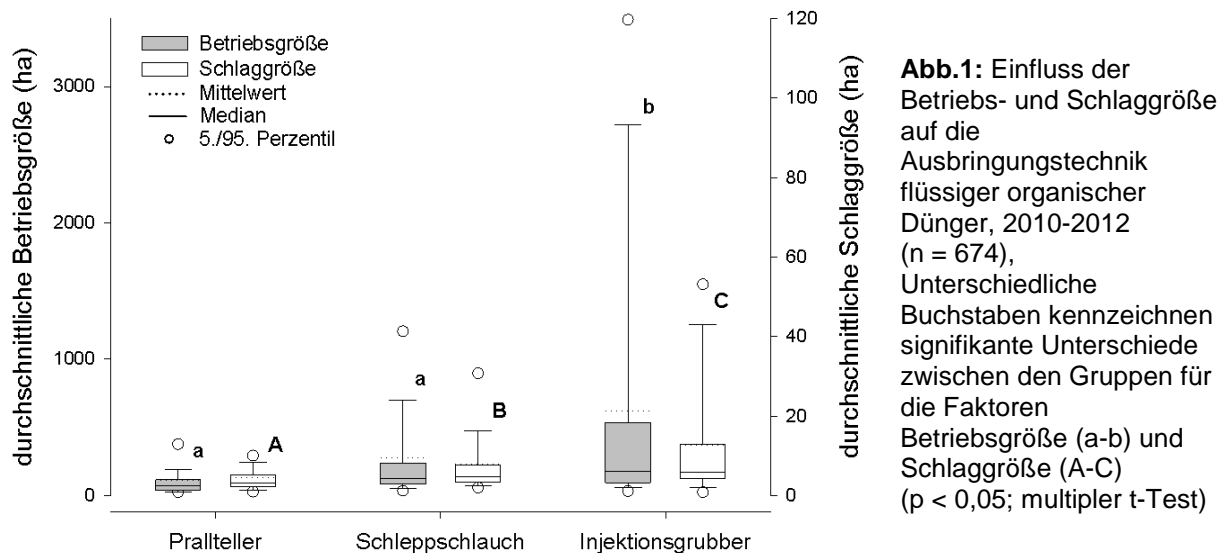 durchschnittliche Betriebsgröße (ha)
3000
2000
1000
0
Betriebsgröße
Schlaggröße
Mittelwert
Median
5./95. Perzentil
a
A
a
B
b
C
120
100
80
60
40
20
0
durchschnittliche Schlaggröße (ha)
Prallteller
Schleppschlauch
Injektionsgrubber
Abb.1: Einfluss der
Betriebs- und Schlaggröße
auf die
Ausbringungstechnik
flüssiger organischer
Dünger, 2010-2012
(n = 674),
Unterschiedliche
Buchstaben kennzeichnen
signifikante Unterschiede
zwischen den Gruppen für
die Faktoren
Betriebsgröße (a-b) und
Schlaggröße (A-C)
(p < 0,05; multipler t-Test)